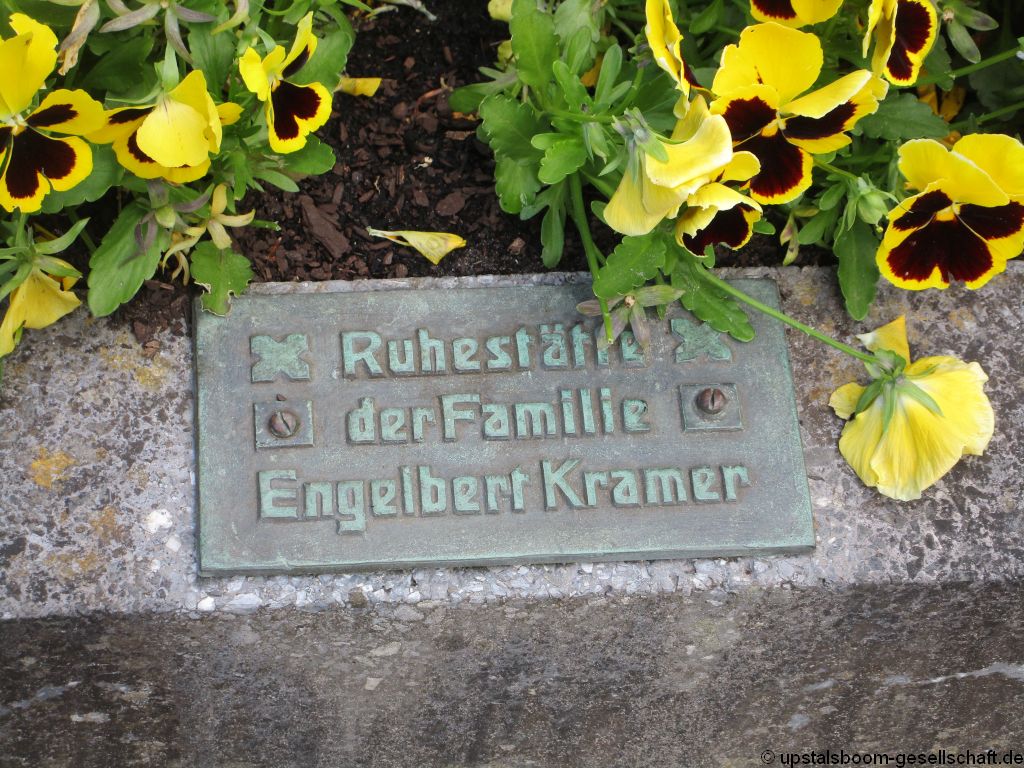 Ruhestätte
der Familie
Engelbert Kramer
© upstalsboom-gesellschaft.de